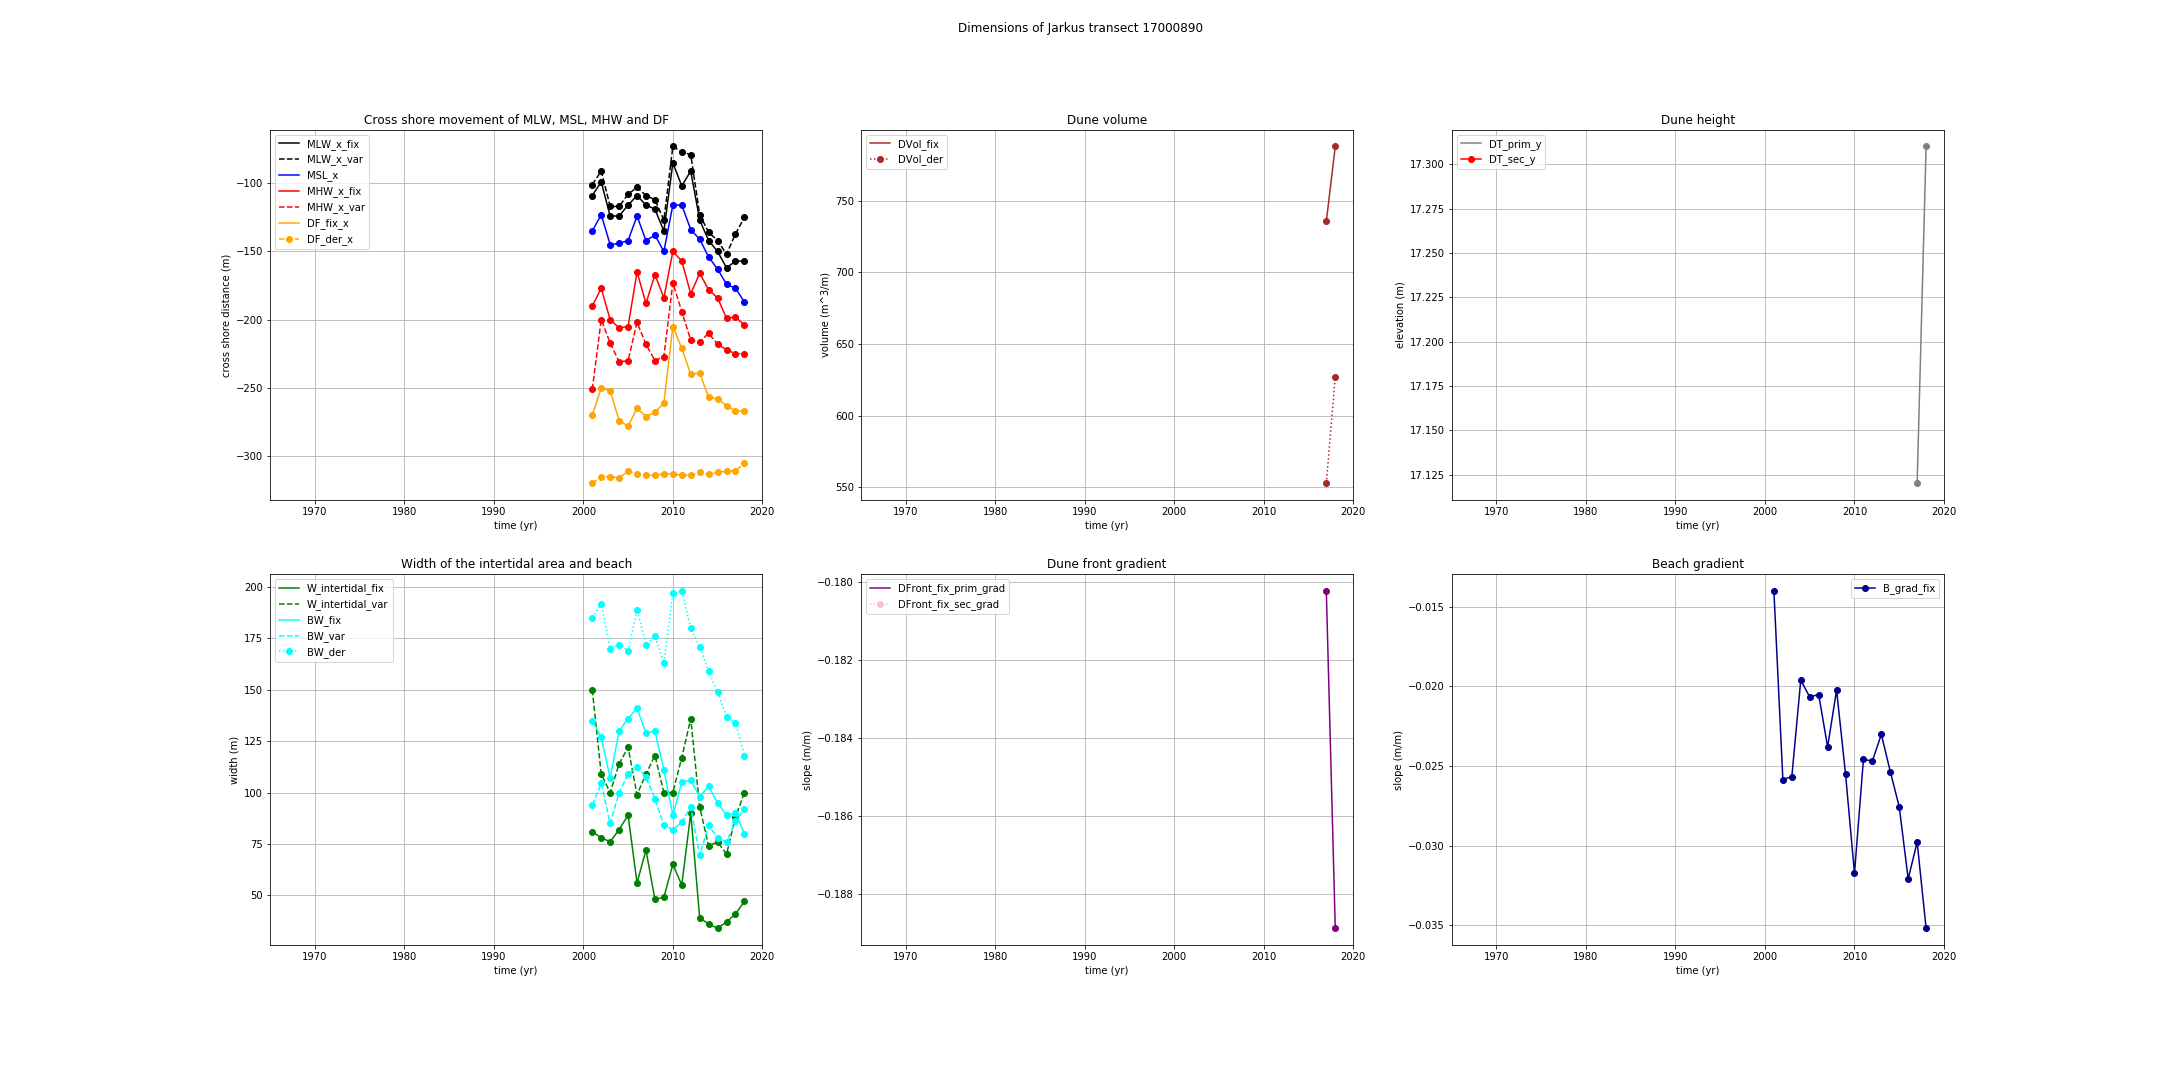 Dimensions of Jarkus transect 17000890
Cross shore movement of MLW, MSL, MHW and DF
MLW_x_fix
MLW_x_var
MSL_x
MHW_x_fix
MHW_x_var
DF_fix_x
DF_der_x
−100
−150
−200
−250
−300
cross shore distance (m)
1970 1980 1990 2000 2010 2020
time (yr)
Dune volume
DVol_fix
DVol_der
750
700
650
600
550
volume (m^3/m)
1970 1980 1990 2000 2010 2020
time (yr)
Dune height
DT_prim_y
DT_sec_y
17.300
17.275
17.250
17.225
17.200
17.175
17.150
17.125
elevation (m)
1970 1980 1990 2000 2010 2020
time (yr)
Width of the intertidal area and beach
W_intertidal_fix
W_intertidal_var
BW_fix
BW_var
BW_der
200
175
150
125
100
75
50
width (m)
1970 1980 1990 2000 2010 2020
time (yr)
Dune front gradient
DFront_fix_prim_grad
DFront_fix_sec_grad
−0.180
−0.182
−0.184
−0.186
−0.188
slope (m/m)
1970 1980 1990 2000 2010 2020
time (yr)
Beach gradient
B_grad_fix
−0.015
−0.020
−0.025
−0.030
−0.035
slope (m/m)
1970 1980 1990 2000 2010 2020
time (yr)